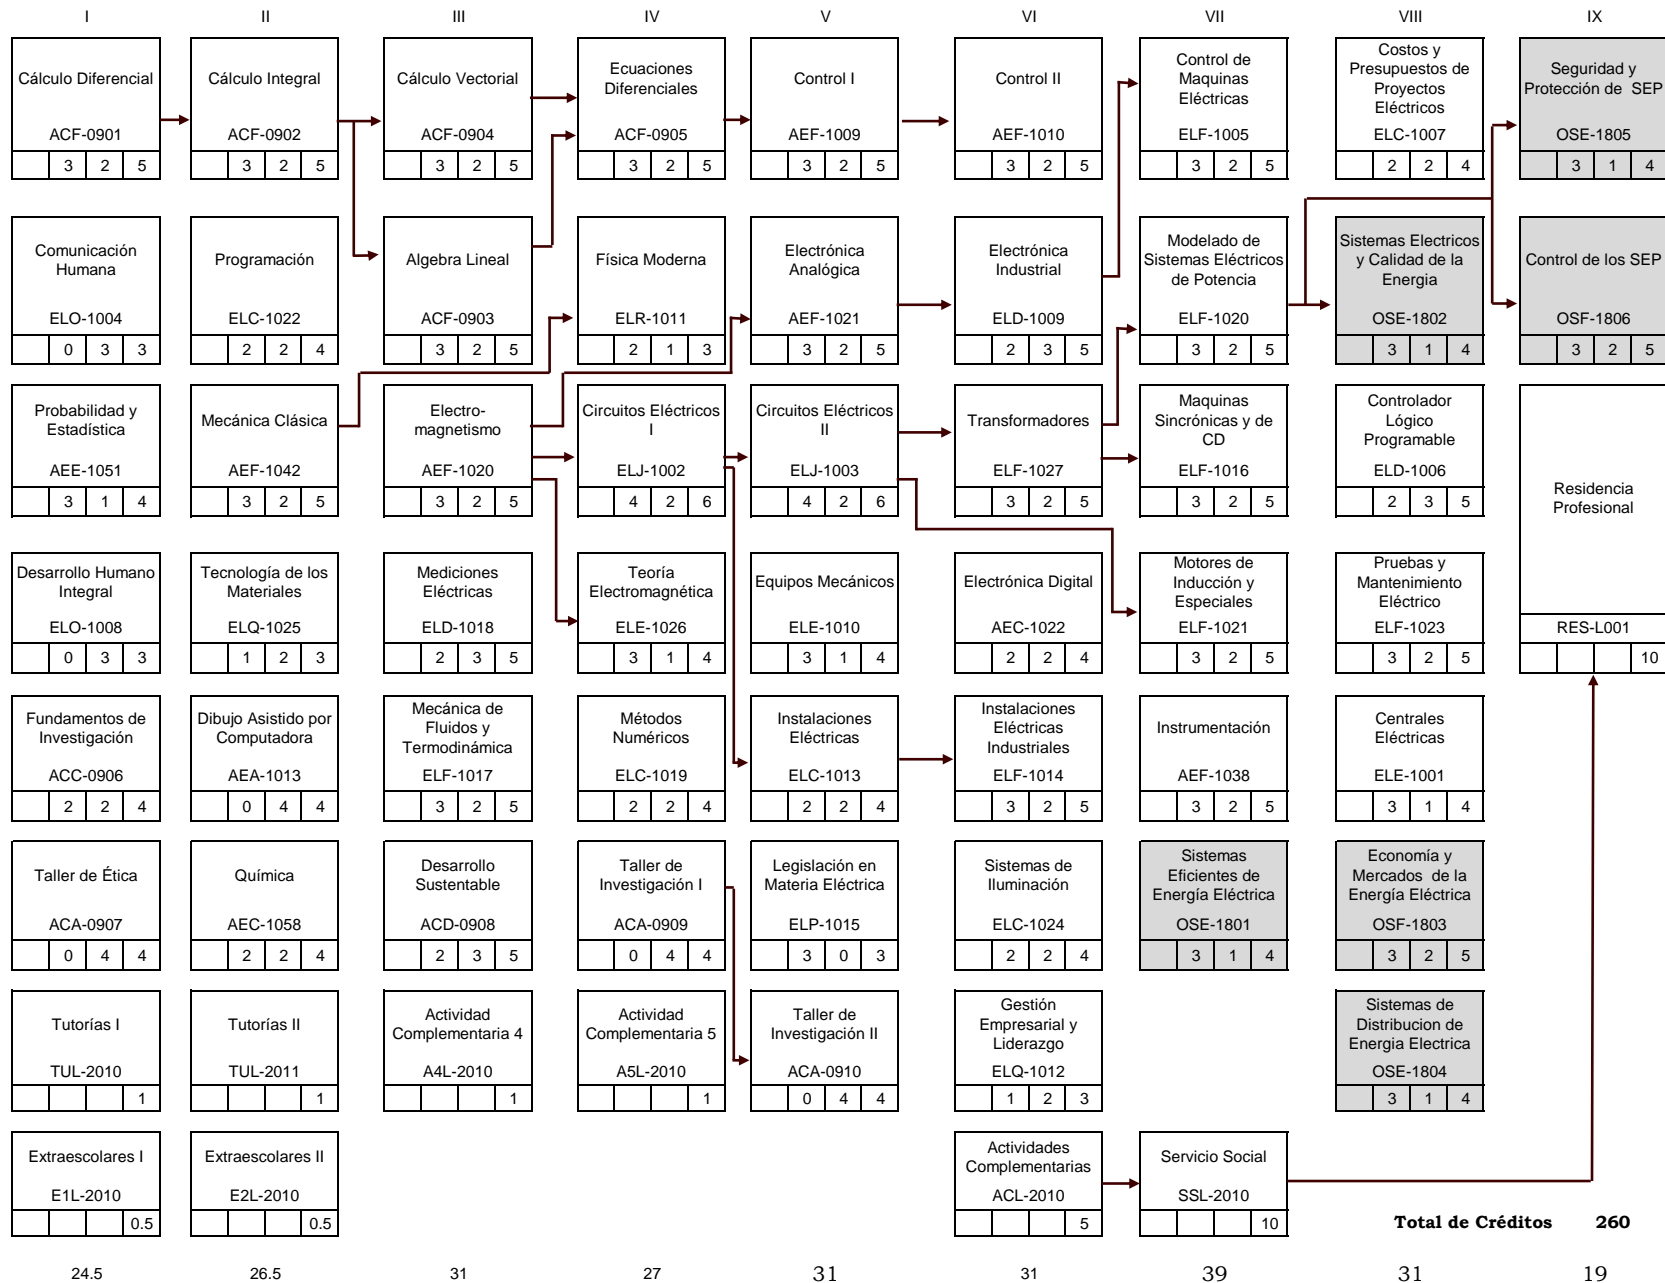 I
II
III
IV
V
VI
VII
VIII
IX
Cálculo Diferencial
ACF-0901
3 2 5
Cálculo Integral
ACF-0902
3 2 5
Cálculo Vectorial
ACF-0904
3 2 5
Ecuaciones
Diferenciales
ACF-0905
3 2 5
Control I
AEF-1009
3 2 5
Control II
AEF-1010
3 2 5
Control de
Maquinas
Eléctricas
ELF-1005
3 2 5
Costos y
Presupuestos de
Proyectos
Eléctricos
ELC-1007
2 2 4
Seguridad y
Protección de SEP
OSE-1805
3 1 4
Comunicación
Humana
ELO-1004
0 3 3
Programación
ELC-1022
2 2 4
Algebra Lineal
ACF-0903
3 2 5
Física Moderna
ELR-1011
2 1 3
Electrónica
Analógica
AEF-1021
3 2 5
Electrónica
Industrial
ELD-1009
2 3 5
Modelado de
Sistemas Eléctricos
de Potencia
ELF-1020
3 2 5
Sistemas Electricos
y Calidad de la
Energia
OSE-1802
3 1 4
Control de los SEP
OSF-1806
3 2 5
Probabilidad y
Estadística
AEE-1051
3 1 4
Mecánica Clásica
AEF-1042
3 2 5
Electro-
magnetismo
AEF-1020
3 2 5
Circuitos Eléctricos
I
ELJ-1002
4 2 6
Circuitos Eléctricos
II
ELJ-1003
4 2 6
Transformadores
ELF-1027
3 2 5
Maquinas
Sincrónicas y de
CD
ELF-1016
3 2 5
Controlador
Lógico
Programable
ELD-1006
2 3 5
Residencia
Profesional
RES-L001
10
Desarrollo Humano
Integral
ELO-1008
0 3 3
Tecnología de los
Materiales
ELQ-1025
1 2 3
Mediciones
Eléctricas
ELD-1018
2 3 5
Teoría
Electromagnética
ELE-1026
3 1 4
Equipos Mecánicos
ELE-1010
3 1 4
Electrónica Digital
AEC-1022
2 2 4
Motores de
Inducción y
Especiales
ELF-1021
3 2 5
Pruebas y
Mantenimiento
Eléctrico
ELF-1023
3 2 5
Fundamentos de
Investigación
ACC-0906
2 2 4
Dibujo Asistido por
Computadora
AEA-1013
0 4 4
Mecánica de
Fluidos y
Termodinámica
ELF-1017
3 2 5
Métodos
Numéricos
ELC-1019
2 2 4
Instalaciones
Eléctricas
ELC-1013
2 2 4
Instalaciones
Eléctricas
Industriales
ELF-1014
3 2 5
Instrumentación
AEF-1038
3 2 5
Centrales
Eléctricas
ELE-1001
3 1 4
Taller de Ética
ACA-0907
0 4 4
Química
AEC-1058
2 2 4
Desarrollo
Sustentable
ACD-0908
2 3 5
Taller de
Investigación I
ACA-0909
0 4 4
Legislación en
Materia Eléctrica
ELP-1015
3 0 3
Sistemas de
Iluminación
ELC-1024
2 2 4
Sistemas
Eficientes de
Energía Eléctrica
OSE-1801
3 1 4
Economía y
Mercados de la
Energía Eléctrica
OSF-1803
3 2 5
Tutorías I
TUL-2010
1
Tutorías II
TUL-2011
1
Actividad
Complementaria 4
A4L-2010
1
Actividad
Complementaria 5
A5L-2010
1
Taller de
Investigación II
ACA-0910
0 4 4
Gestión
Empresarial y
Liderazgo
ELQ-1012
1 2 3
Sistemas de
Distribucion de
Energia Electrica
OSE-1804
3 1 4
Extraescolares I
E1L-2010
0.5
Extraescolares II
E2L-2010
0.5
Actividades
Complementarias
ACL-2010
5
Servicio Social
SSL-2010
10
Total de Créditos 260
24.5
26.5
31
27
31
31
39
31
19